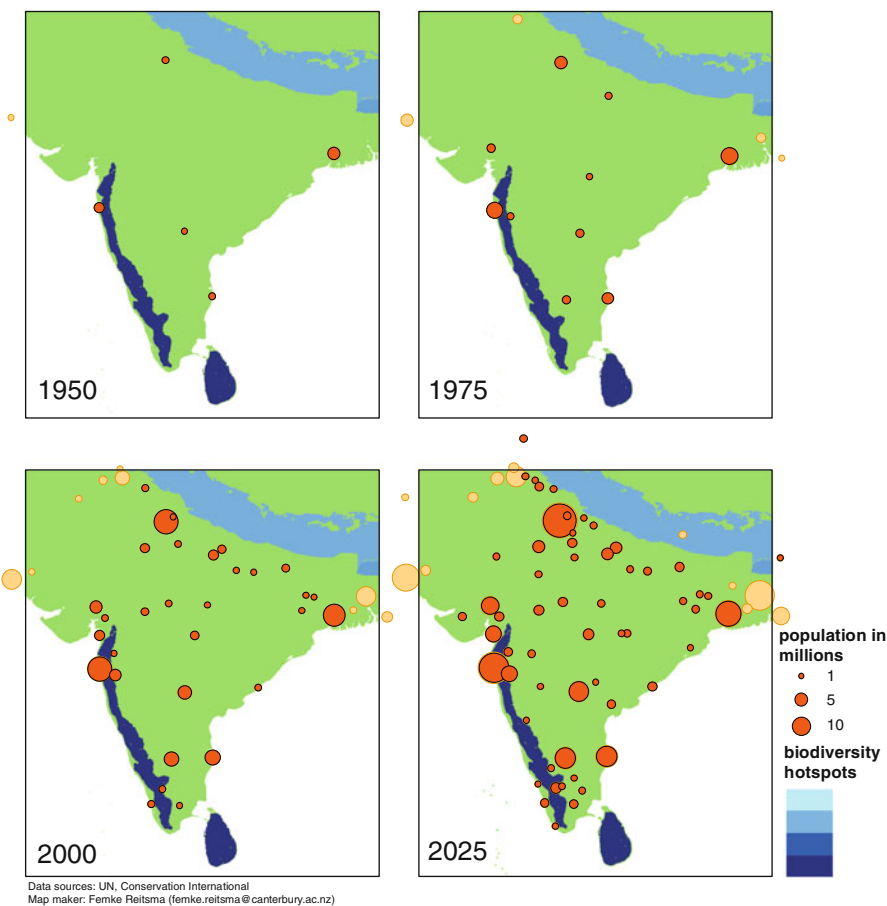 1950
1975
2000
2025
population in
millions
1
5
10
biodiversity
hotspots
Data sources: UN, Conservation International
Map maker: Femke Reitsma (femke.reitsma@canterbury.ac.nz)